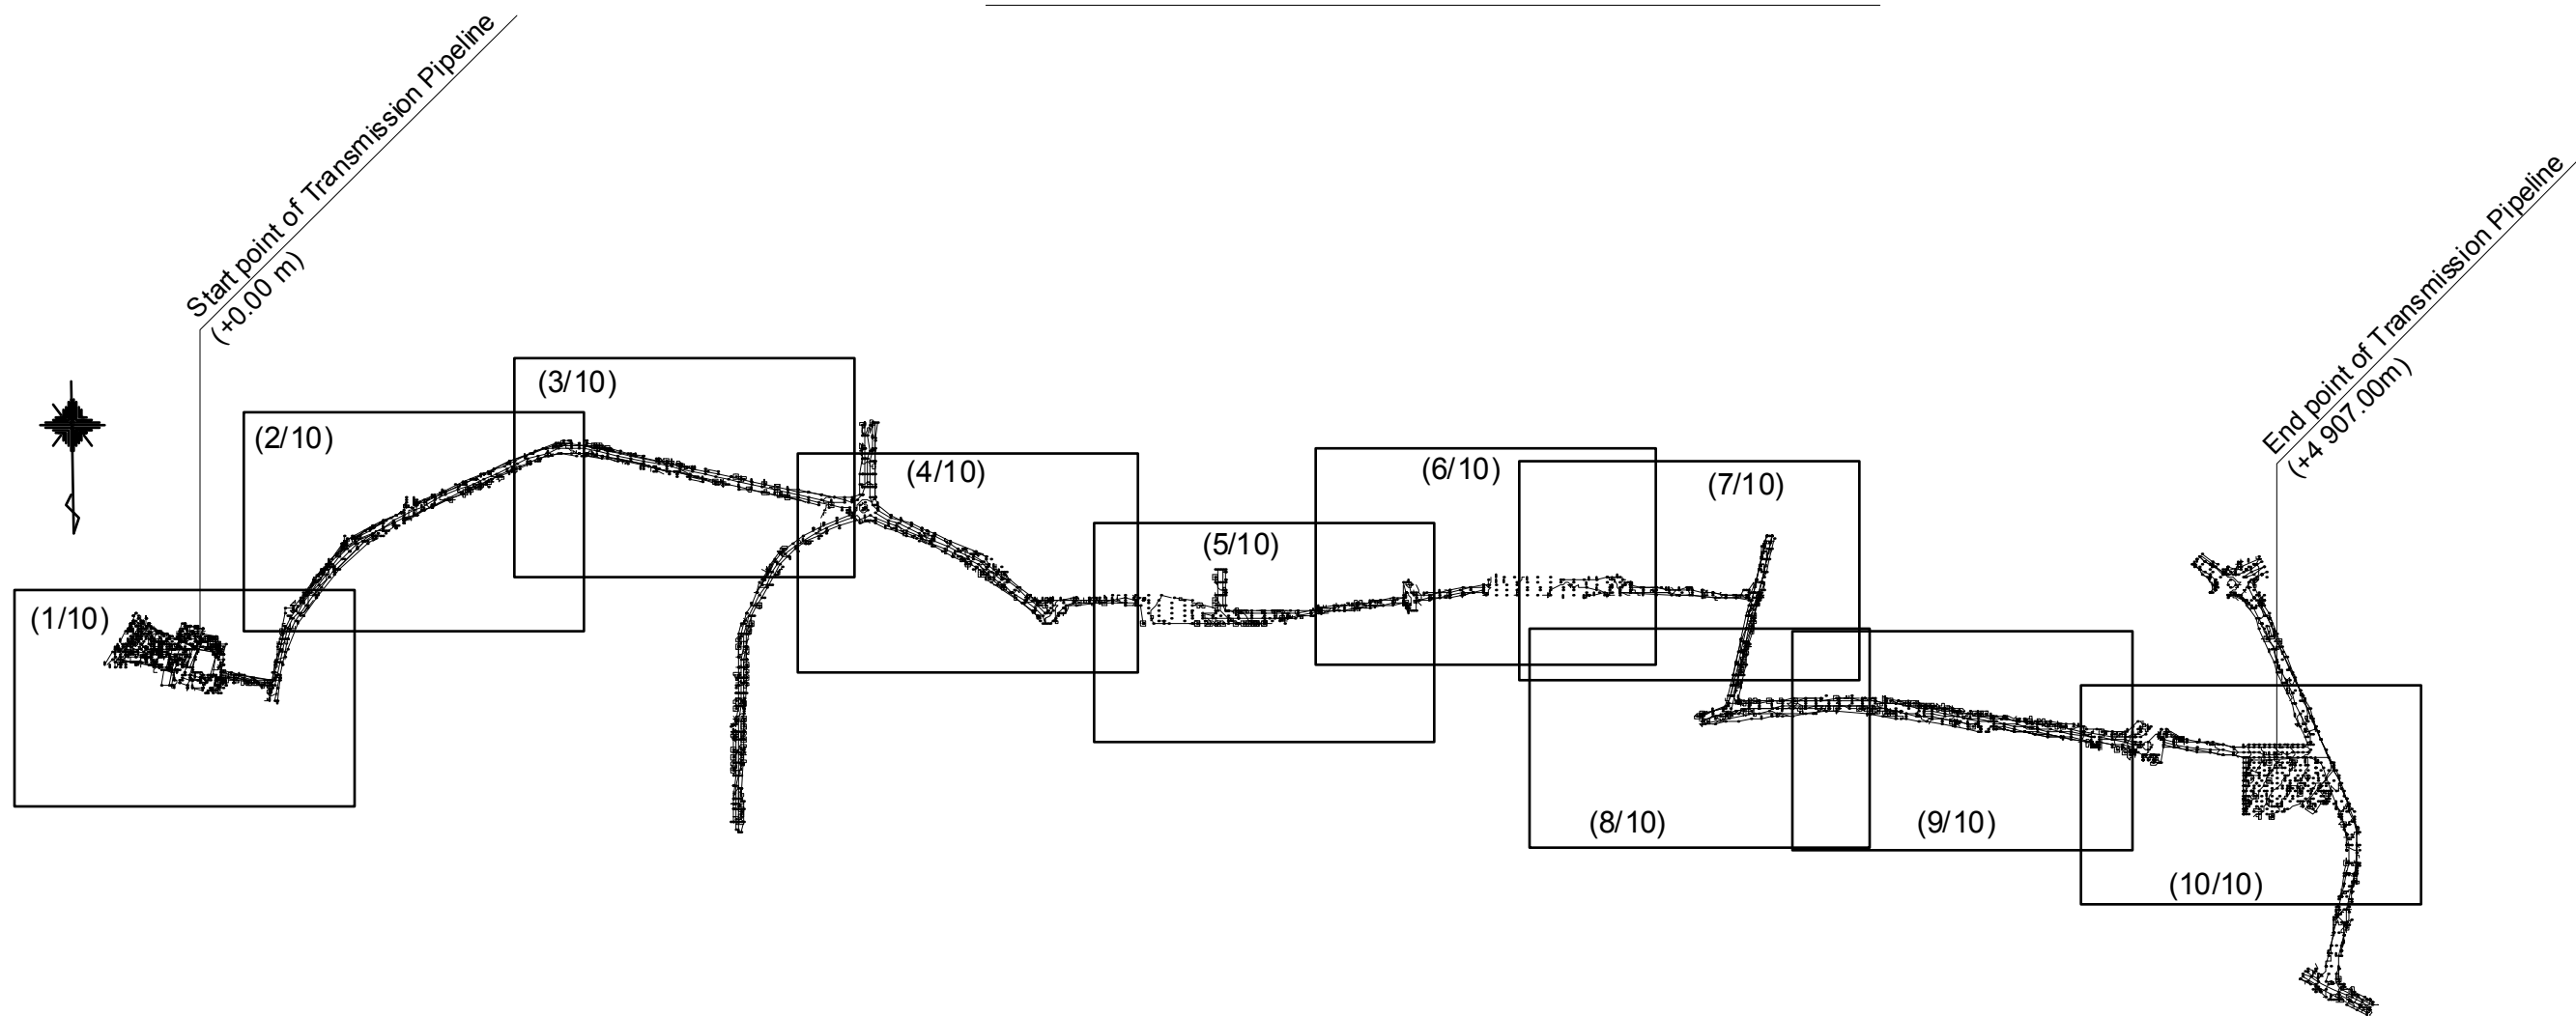 Start point of Transmission Pipeline
(+0.00 m)
End point of Transmission Pipeline
(+4 907.00m)
(1/10)
(2/10)
(3/10)
(4/10)
(5/10)
(6/10)
(7/10)
(8/10)
(9/10)
(10/10)